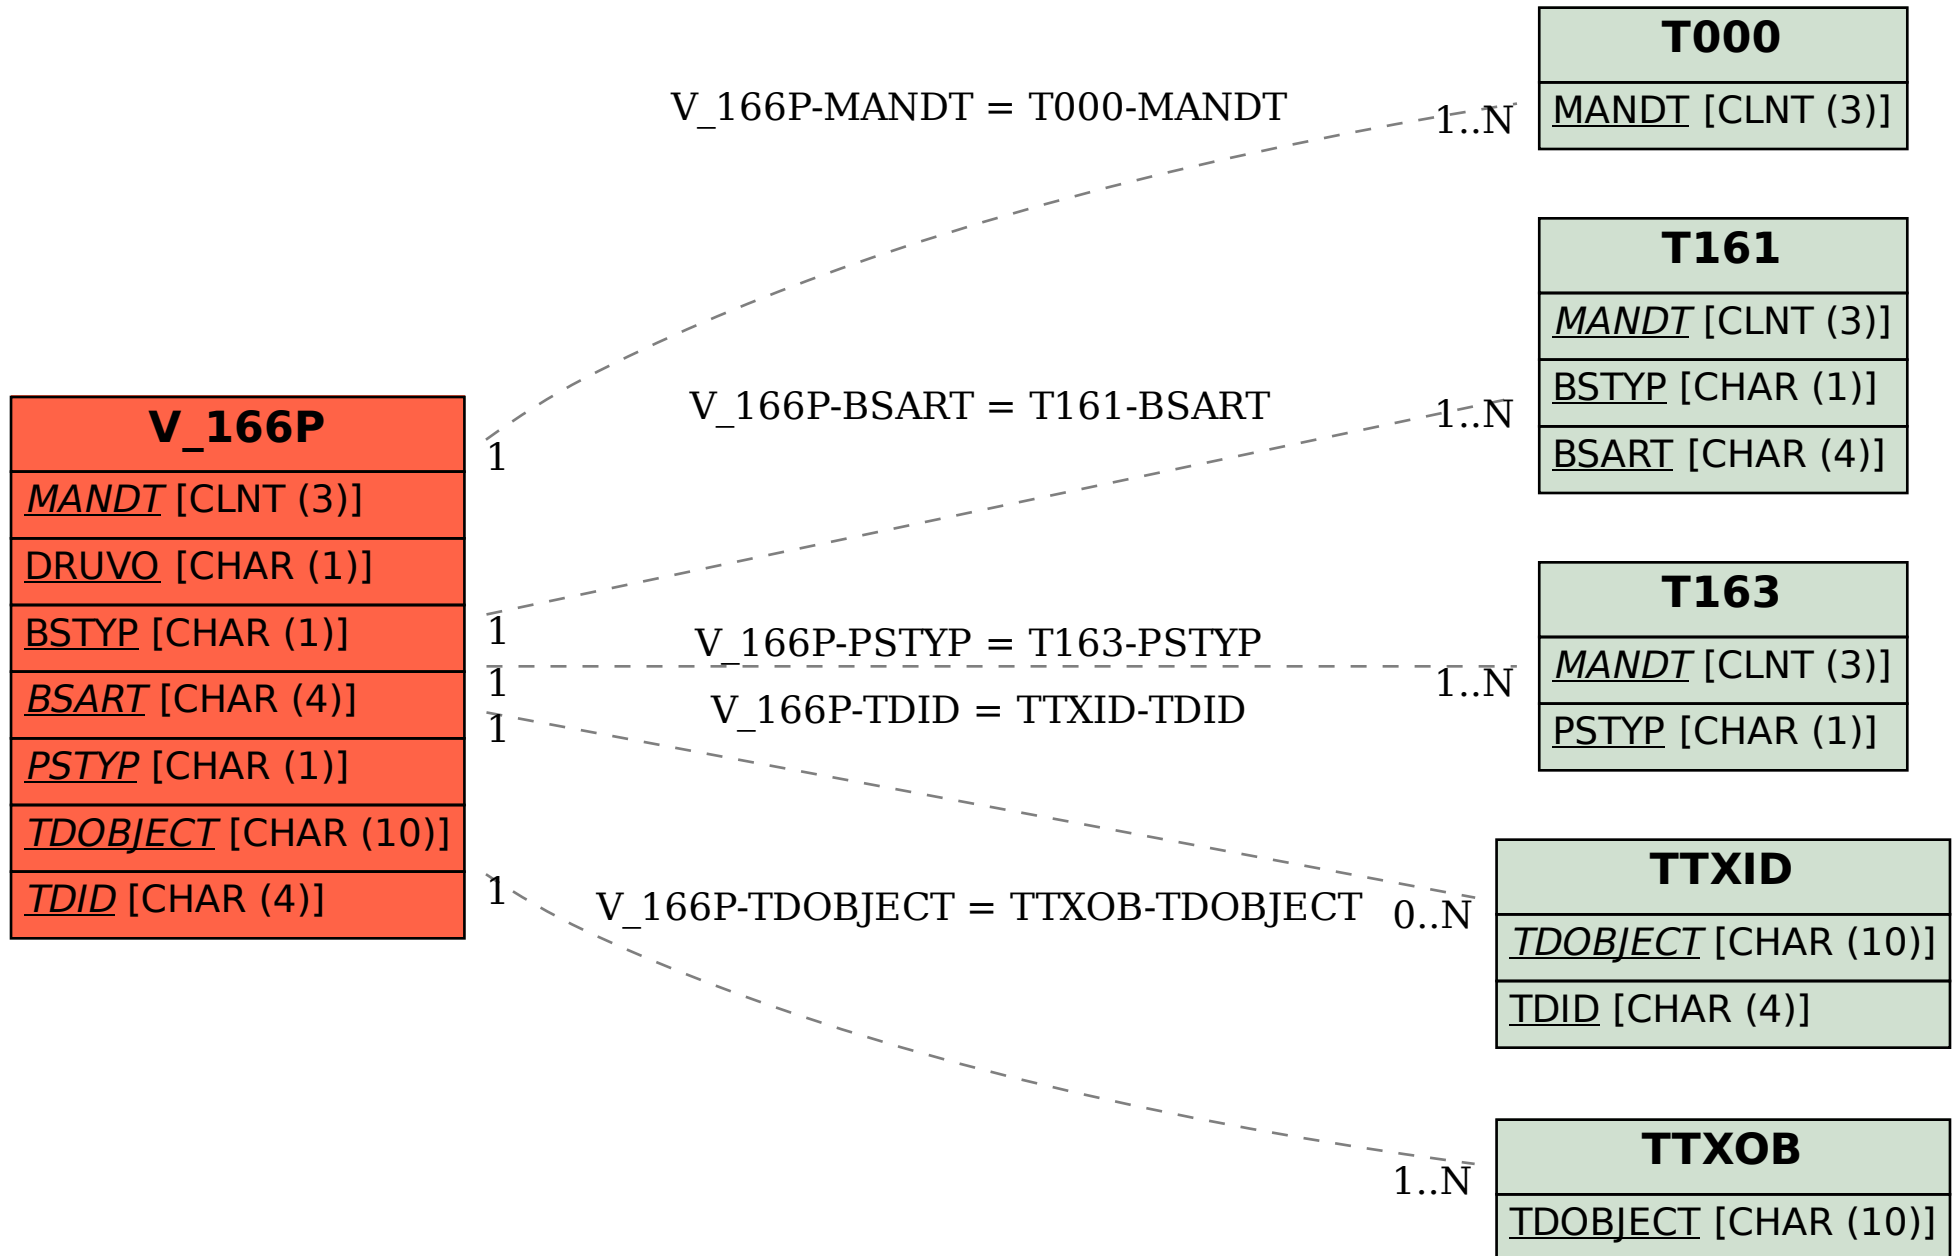 V_166P
MANDT [CLNT (3)]
DRUVO [CHAR (1)]
BSTYP [CHAR (1)]
BSART [CHAR (4)]
PSTYP [CHAR (1)]
TDOBJECT [CHAR (10)]
TDID [CHAR (4)]
V_166P-MANDT = T000-MANDT
1
1..N
V_166P-BSART = T161-BSART
1
1..N
V_166P-PSTYP = T163-PSTYP
1
1..N
V_166P-TDID = TTXID-TDID
1
0..N
V_166P-TDOBJECT = TTXOB-TDOBJECT
1
1..N
T000
MANDT [CLNT (3)]
T161
MANDT [CLNT (3)]
BSTYP [CHAR (1)]
BSART [CHAR (4)]
T163
MANDT [CLNT (3)]
PSTYP [CHAR (1)]
TTXID
TDOBJECT [CHAR (10)]
TDID [CHAR (4)]
TTXOB
TDOBJECT [CHAR (10)]